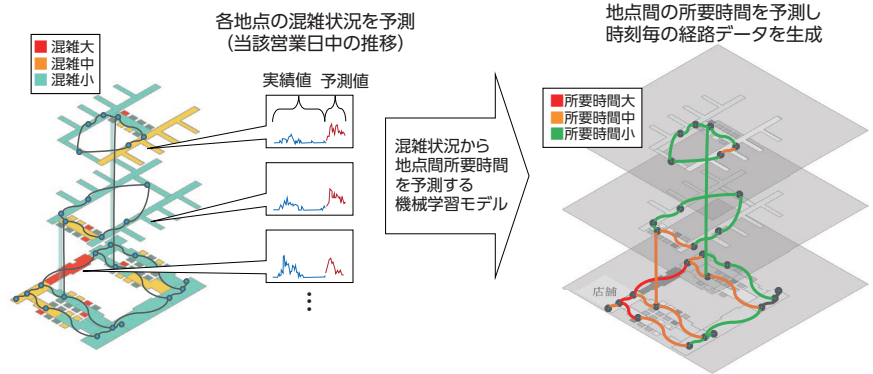 各地点の混雑状況を予測
(当該営業日中の推移)
混雑大
混雑中
混雑小
実績値
予測値
混雑状況から
地点間所要時間
を予測する
機械学習モデル
地点間の所要時間を予測し
時刻毎の経路データを生成
所要時間大
所要時間中
所要時間小
店舗